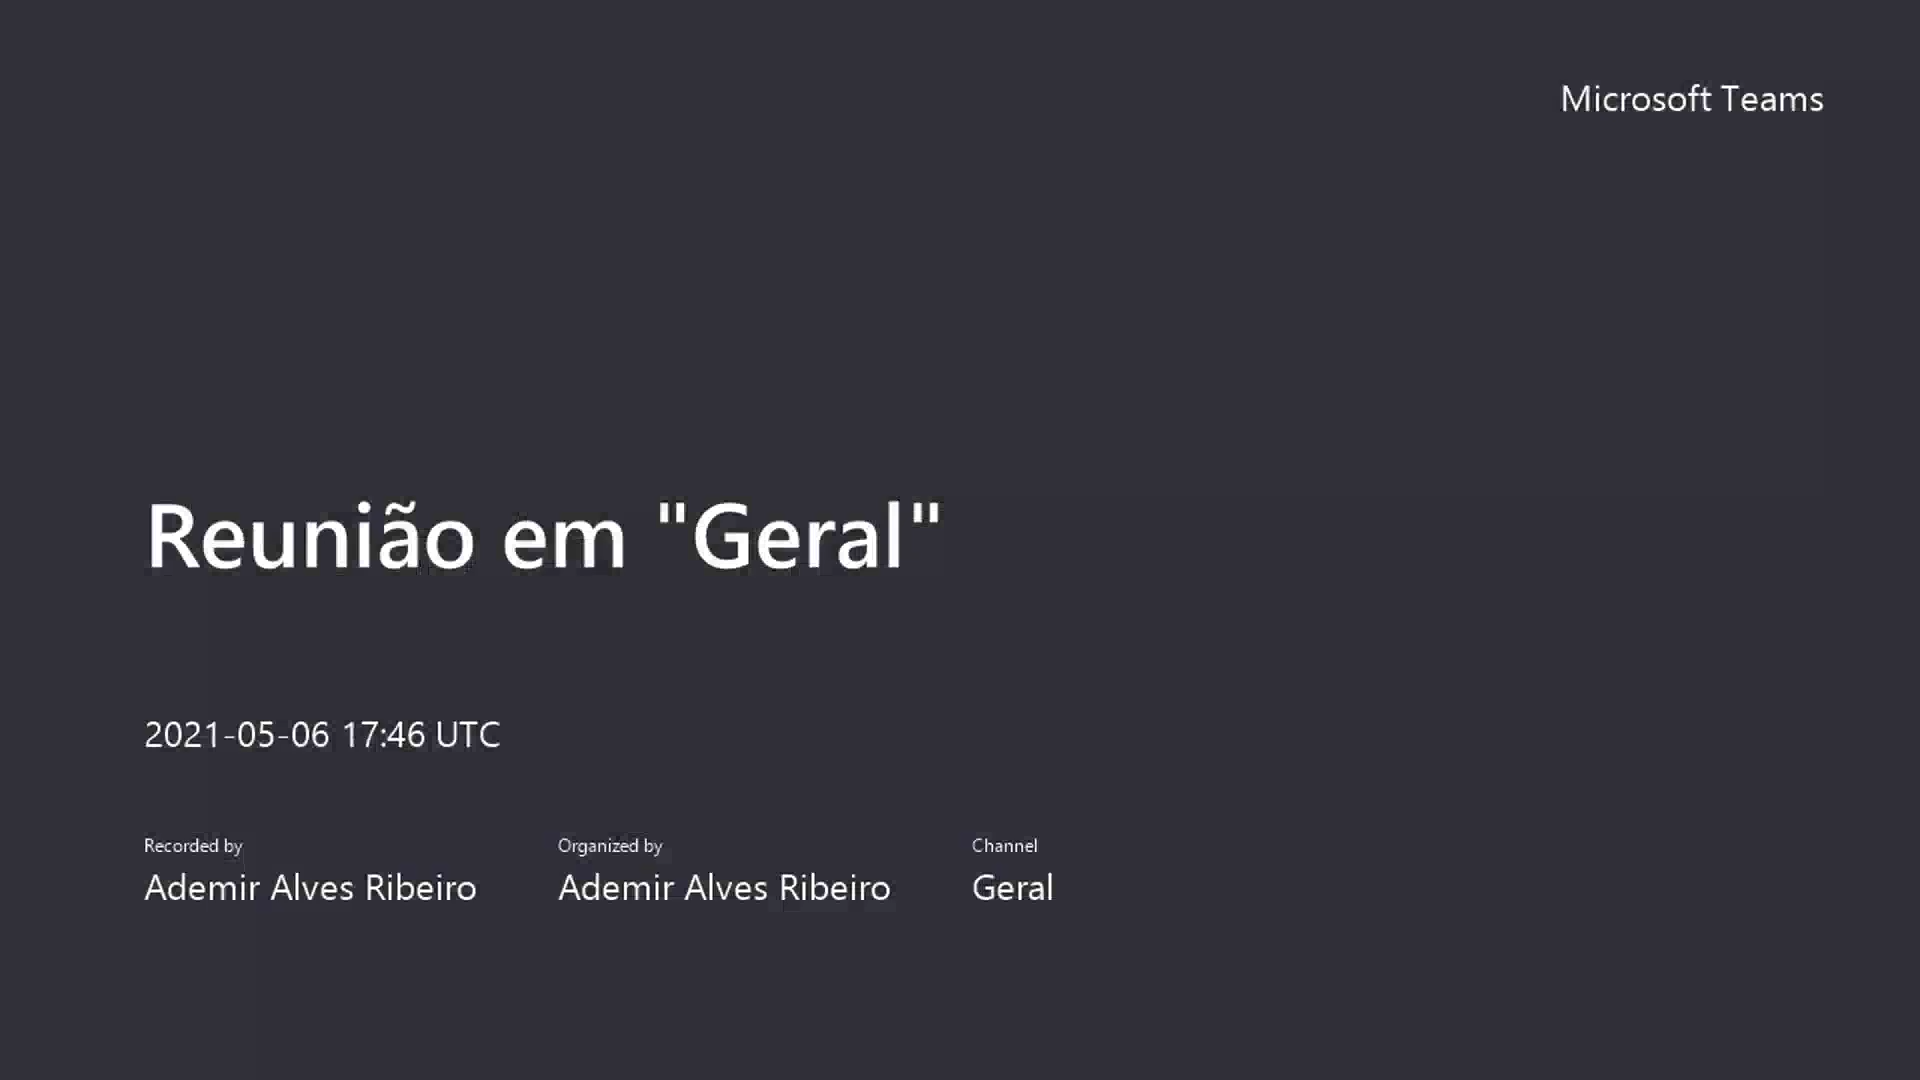 Microsoft Teams
Reunião em "Geral"
2021-05-06 17:46 UTC
Recorded by
Ademir Alves Ribeiro
Organized by
Ademir Alves Ribeiro
Channel
Geral